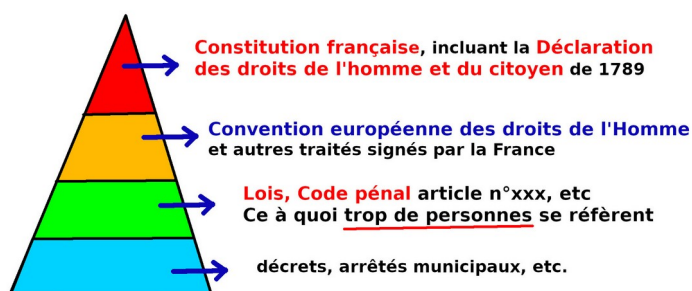 Constitution française, incluant la Déclaration
des droits de l'homme et du citoyen de 1789
Convention européenne des droits de l'Homme
et autres traités signés par la France
Lois, Code pénal article n°xxx, etc
Ce à quoi trop de personnes se réfèrent
décrets, arrêtés municipaux, etc.